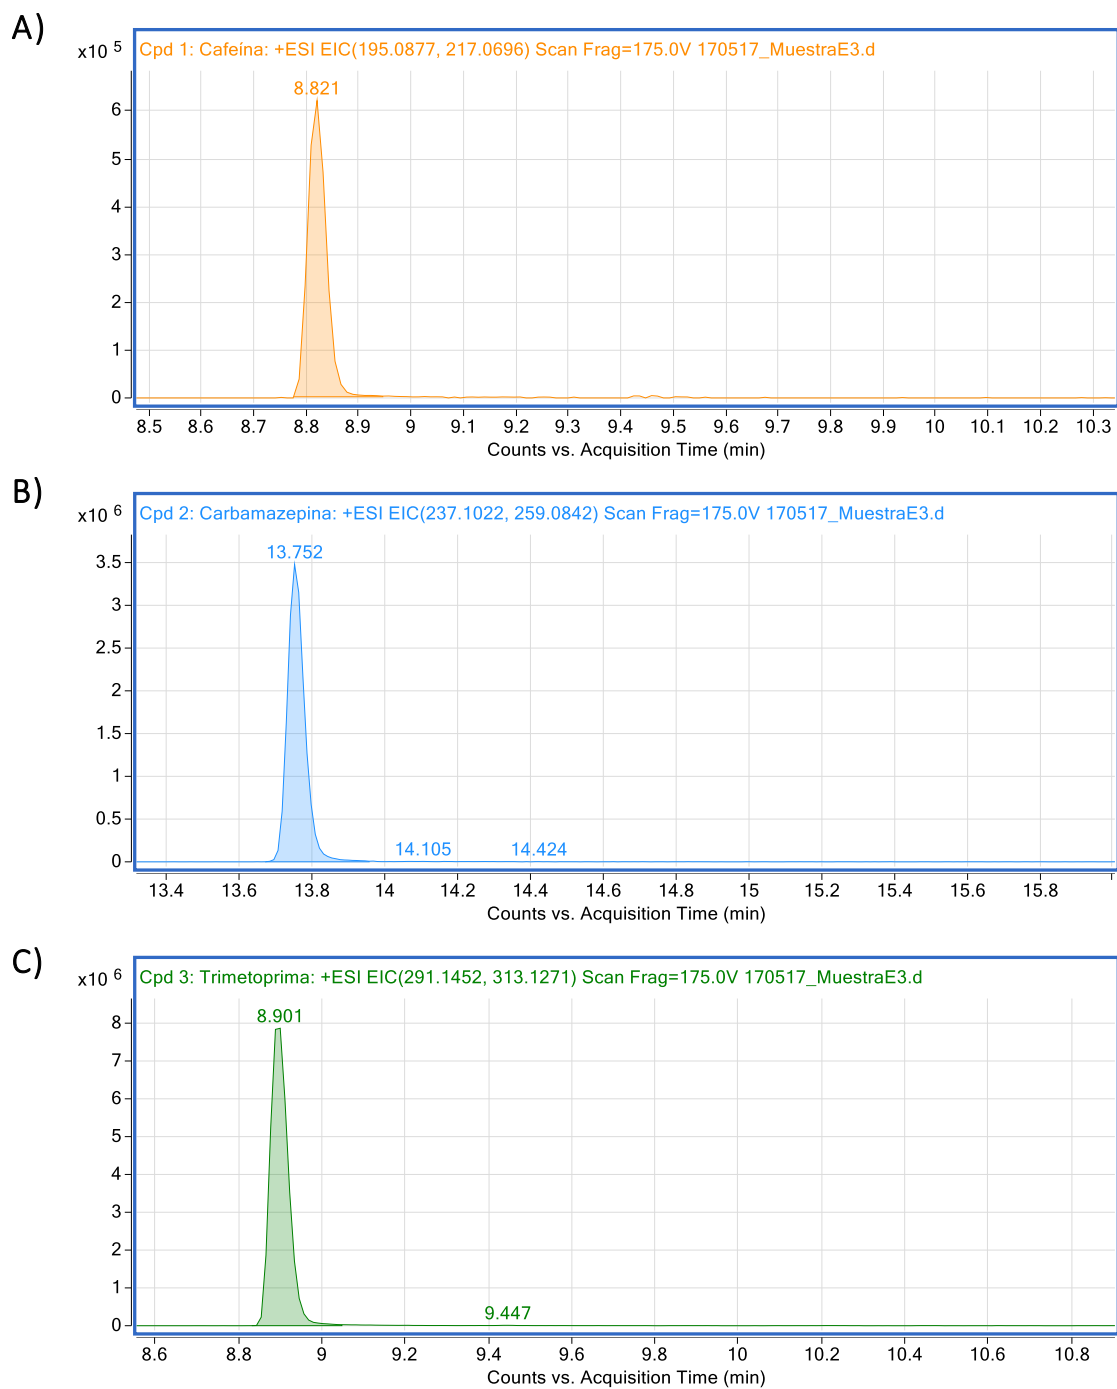 A)
x10 5
Cpd 1: Cafeína: +ESI EIC(195.0877, 217.0696) Scan Frag=175.0V 170517_MuestraE3.d
8.821
6
5
4
3
2
1
0
8.5 8.6 8.7 8.8 8.9 9 9.1 9.2 9.3 9.4 9.5 9.6 9.7 9.8 9.9 10 10.1 10.2 10.3
Counts vs. Acquisition Time (min)
B)
x10 6
Cpd 2: Carbamazepina: +ESI EIC(237.1022, 259.0842) Scan Frag=175.0V 170517_MuestraE3.d
13.752
3.5
3
2.5
2
1.5
1
0.5
14.105 14.424
0
13.4 13.6 13.8 14 14.2 14.4 14.6 14.8 15 15.2 15.4 15.6 15.8
Counts vs. Acquisition Time (min)
C)
x10 6
Cpd 3: Trimetoprima: +ESI EIC(291.1452, 313.1271) Scan Frag=175.0V 170517_MuestraE3.d
8.901
8
7
6
5
4
3
2
1
9.447
0
8.6 8.8 9 9.2 9.4 9.6 9.8 10 10.2 10.4 10.6 10.8
Counts vs. Acquisition Time (min)